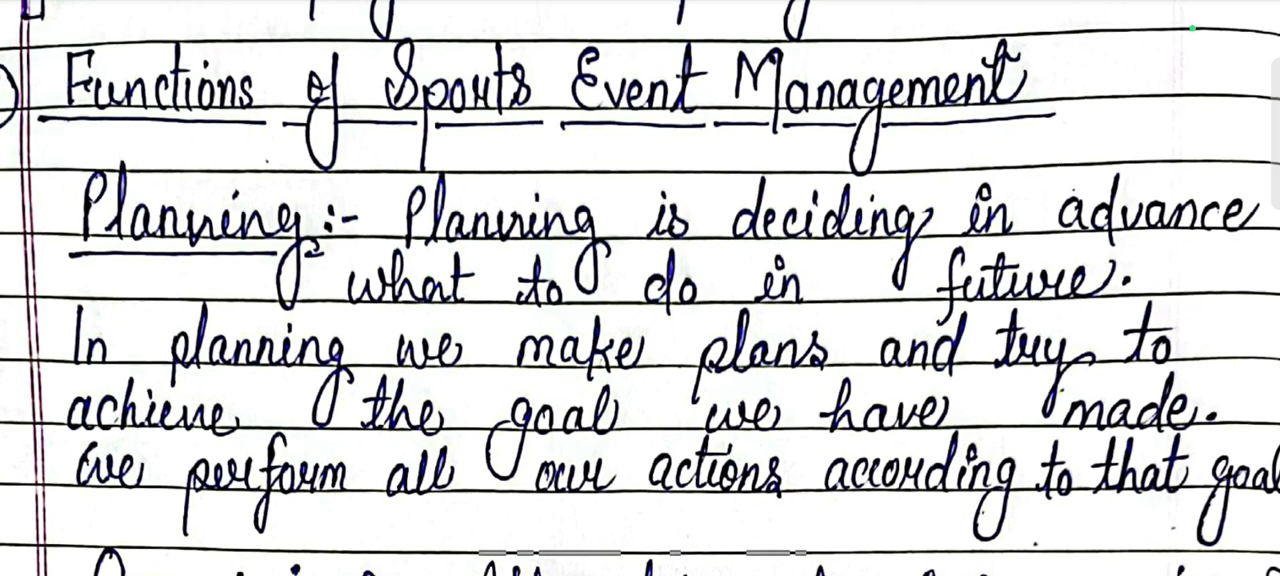 Functions of Sports Event Management
Planning:- Planning is deciding in advance
what to do in future.
In planning we make plans and try to
achieve the goal we have made.
we perform all our actions according to that goal